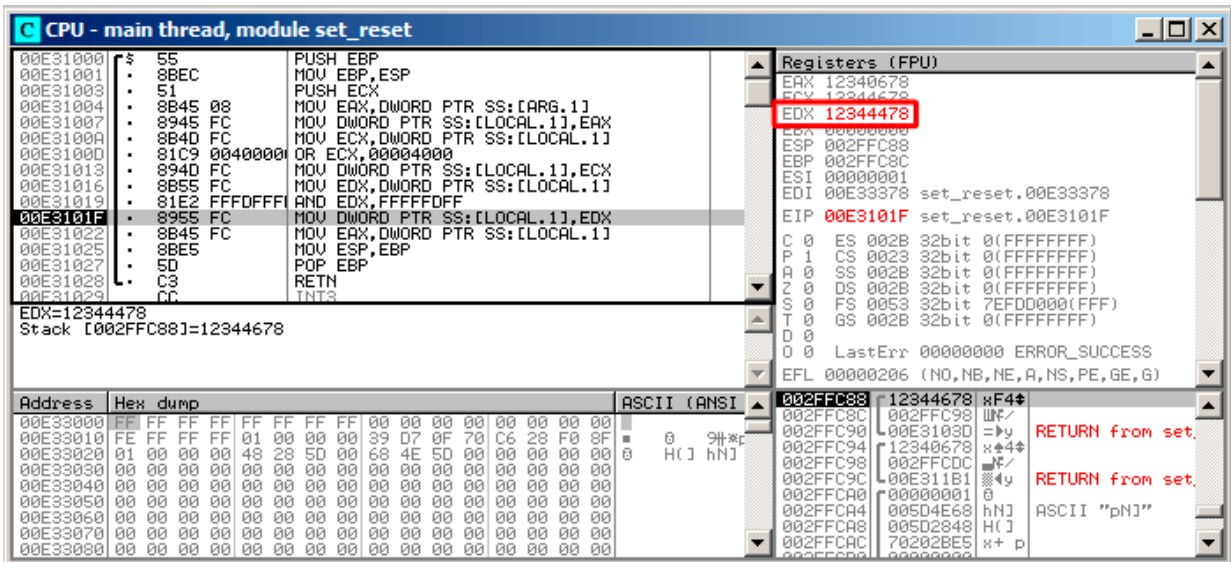 C CPU - main thread, module set_reset
00E31000 $ 55 PUSH EBP
00E31001 . 8BEC MOV EBP,ESP
00E31003 . 51 PUSH ECX
00E31004 . 8B45 08 MOV EAX,DWORD PTR SS:[ARG.1]
00E31007 . 8945 FC MOV DWORD PTR SS:[LOCAL.1],EAX
00E3100A . 8B4D FC MOV ECX,DWORD PTR SS:[LOCAL.1]
00E3100D . 81C9 00400000 OR ECX,00004000
00E31013 . 894D FC MOV DWORD PTR SS:[LOCAL.1],ECX
00E31016 . 8B55 FC MOV EDX,DWORD PTR SS:[LOCAL.1]
00E31019 . 81E2 FFFDFFFF AND EDX,FFFFFDFF
00E3101F . 8955 FC MOV DWORD PTR SS:[LOCAL.1],EDX
00E31022 . 8B45 FC MOV EAX,DWORD PTR SS:[LOCAL.1]
00E31025 . 8BE5 MOV ESP,EBP
00E31027 . 5D POP EBP
00E31028 . C3 RETN
00E31029 CC INT3
EDX=12344478
Stack [002FFC88]=12344678
Registers (FPU)
EAX 12340678
ECX 12344678
EDX 12344478
EBX 00000000
ESP 002FFC88
EBP 002FFC8C
ESI 00000001
EDI 00E33378 set_reset.00E33378
EIP 00E3101F set_reset.00E3101F
C 0 ES 002B 32bit 0(FFFFFFFF)
P 1 CS 0023 32bit 0(FFFFFFFF)
A 0 SS 002B 32bit 0(FFFFFFFF)
Z 0 DS 002B 32bit 0(FFFFFFFF)
S 0 FS 0053 32bit 7EFDD000(FFF)
T 0 GS 002B 32bit 0(FFFFFFFF)
D 0
O 0 LastErr 00000000 ERROR_SUCCESS
EFL 00000206 (NO,NB,NE,A,NS,PE,GE,G)
Address Hex dump ASCII (ANSI
00E33000 FF FF FF FF FF FF FF FF 00 00 00 00 00 00 00 00
00E33010 FE FF FF FF 01 00 00 00 39 D7 0F 70 C6 28 F0 8F
00E33020 01 00 00 00 48 28 5D 00 68 4E 5D 00 00 00 00 00 H(] hN]
00E33030 00 00 00 00 00 00 00 00 00 00 00 00 00 00 00 00
00E33040 00 00 00 00 00 00 00 00 00 00 00 00 00 00 00 00
00E33050 00 00 00 00 00 00 00 00 00 00 00 00 00 00 00 00
00E33060 00 00 00 00 00 00 00 00 00 00 00 00 00 00 00 00
00E33070 00 00 00 00 00 00 00 00 00 00 00 00 00 00 00 00
00E33080 00 00 00 00 00 00 00 00 00 00 00 00 00 00 00 00
002FFC88 12344678 xF4
002FFC8C 002FFC98
002FFC90 00E3103D RETURN from set
002FFC94 12340678
002FFC98 002FFCDC
002FFC9C 00E311B1 RETURN from set
002FFCA0 00000001
002FFCA4 005D4E68 hN] ASCII "pN]"
002FFCA8 005D2848 H(]
002FFCAC 70202BE5 x+ p